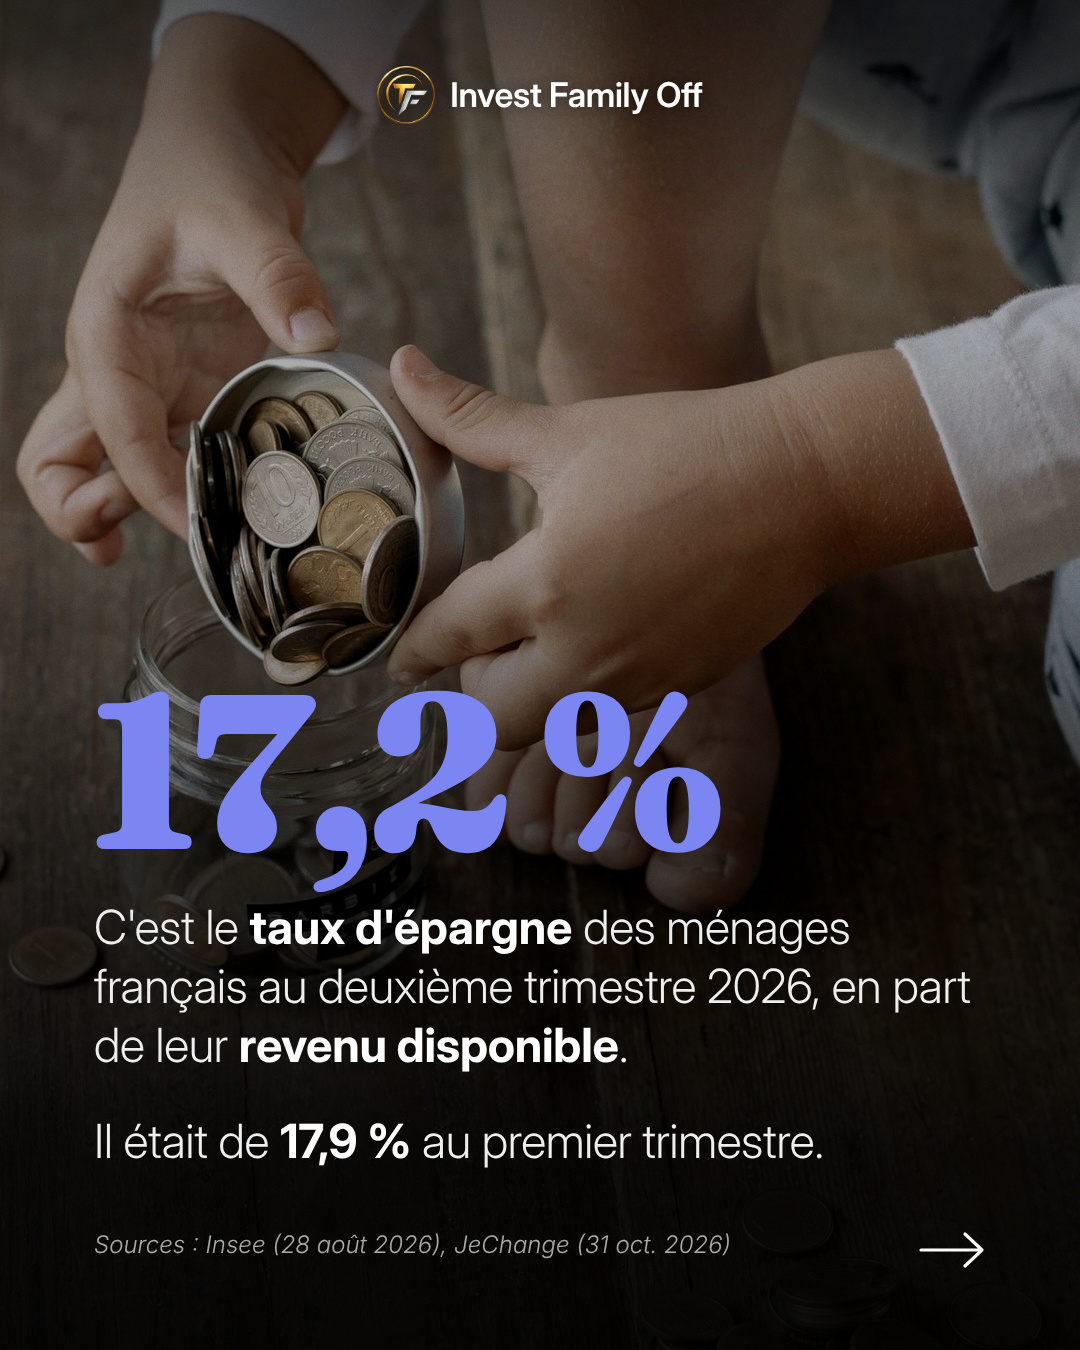 Invest Family Off
10
17,2 %
C'est le taux d'épargne des ménages
français au deuxième trimestre 2026, en part
de leur revenu disponible.
Il était de 17,9 % au premier trimestre.
Sources : Insee (28 août 2026), JeChange (31 oct. 2026)